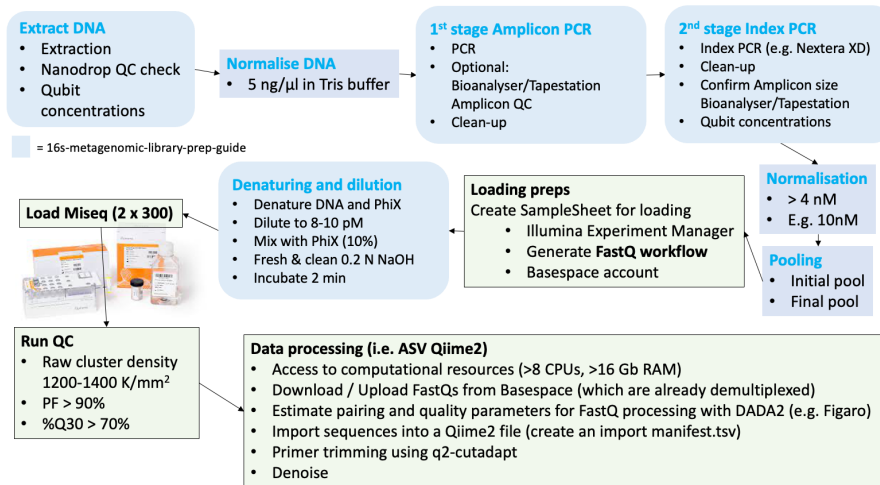 Extract DNA
• Extraction
• Nanodrop QC check
• Qubit
concentrations
Normalise DNA
• 5 ng/µl in Tris buffer
1st stage Amplicon PCR
• PCR
• Optional:
Bioanalyser/Tapestation
Amplicon QC
• Clean-up
2nd stage Index PCR
• Index PCR (e.g. Nextera XD)
• Clean-up
• Confirm Amplicon size
Bioanalyser/Tapestation
• Qubit concentrations
= 16s-metagenomic-library-prep-guide
Normalisation
• > 4 nM
• E.g. 10nM
Pooling
• Initial pool
• Final pool
Loading preps
Create SampleSheet for loading
• Illumina Experiment Manager
• Generate FastQ workflow
• Basespace account
Denaturing and dilution
• Denature DNA and PhiX
• Dilute to 8-10 pM
• Mix with PhiX (10%)
• Fresh & clean 0.2 N NaOH
• Incubate 2 min
Load Miseq (2 x 300)
Run QC
• Raw cluster density
1200-1400 K/mm²
• PF > 90%
• %Q30 > 70%
Data processing (i.e. ASV Qiime2)
• Access to computational resources (>8 CPUs, >16 Gb RAM)
• Download / Upload FastQs from Basespace (which are already demultiplexed)
• Estimate pairing and quality parameters for FastQ processing with DADA2 (e.g. Figaro)
• Import sequences into a Qiime2 file (create an import manifest.tsv)
• Primer trimming using q2-cutadapt
• Denoise